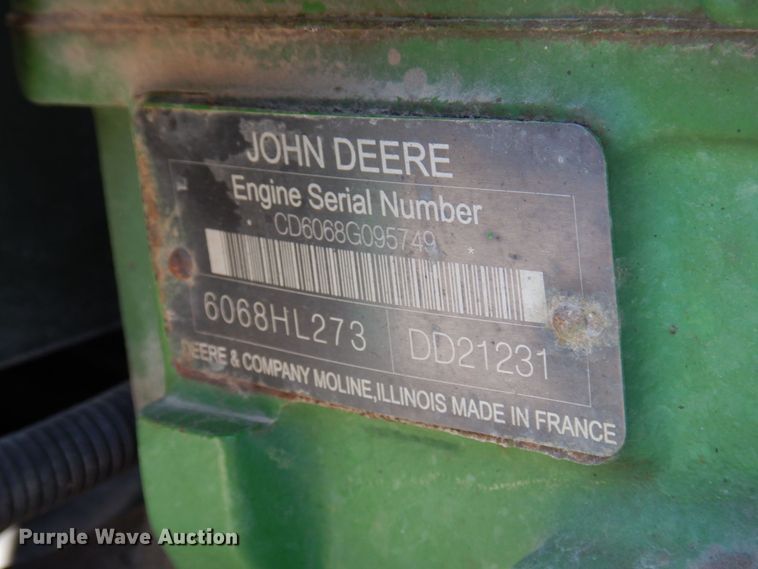 JOHN DEERE
Engine Serial Number
CD6068G095749
*
6068HL273 DD21231
DEERE & COMPANY MOLINE,ILLINOIS MADE IN FRANCE
Purple Wave Auction